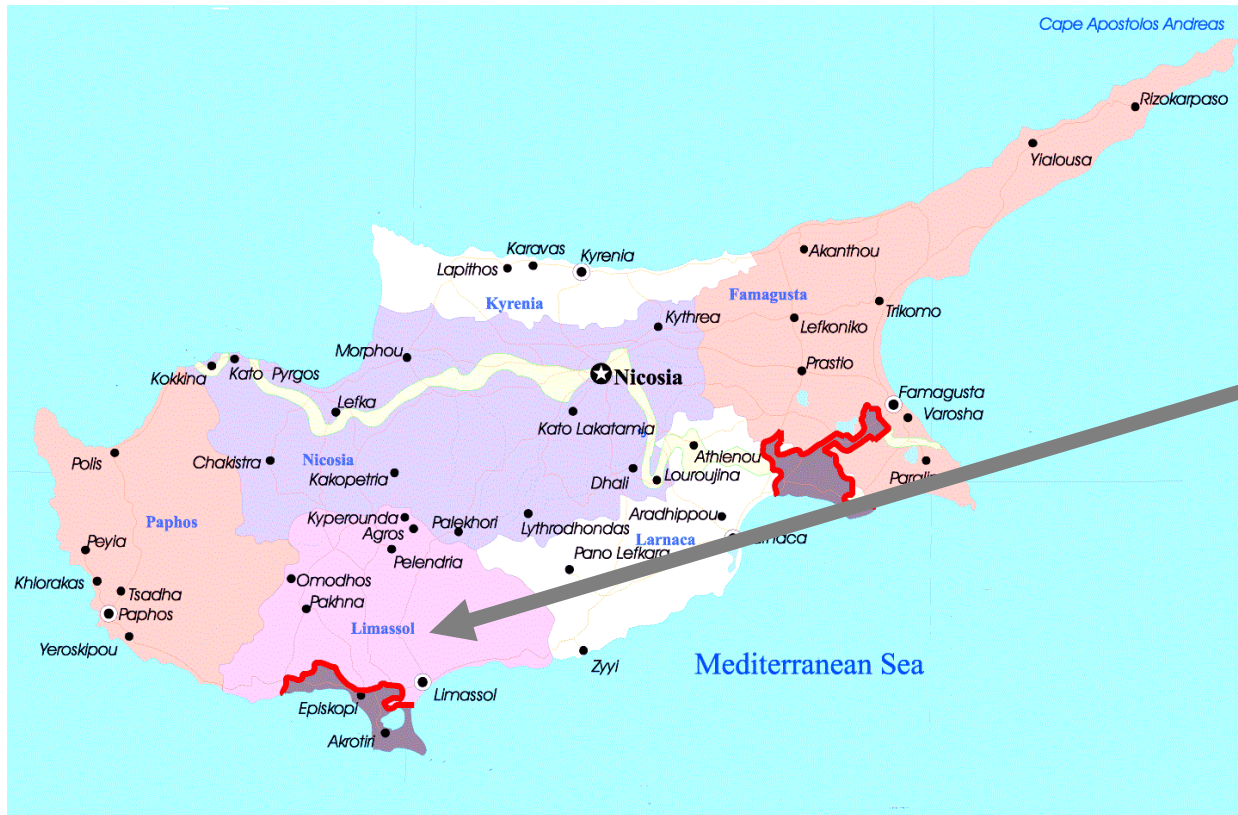 Cape Apostolos Andreas
Rizokarpaso
Yialousa
Akanthou
Karavas
Kyrenia
Lapithos
Kyrenia
Famagusta
Trikomo
Lefkoniko
Kythrea
Morphou
Prastio
Kokkina
Kato Pyrgos
Nicosia
Famagusta
Varosha
Lefka
Kato Lakatamia
Athienou
Polis
Chakistra
Nicosia
Kakopetria
Dhali
Louroujina
Kyperounda
Palekhori
Lythrodhondas
Aradhippou
Paphos
Agros
Larnaca
Peyia
Pelendria
Pano Lefkara
Khlorakas
Omodhos
Tsadha
Pakhna
Paphos
Limassol
Yeroskipou
Zyyi
Mediterranean Sea
Limassol
Episkopi
Akrotiri